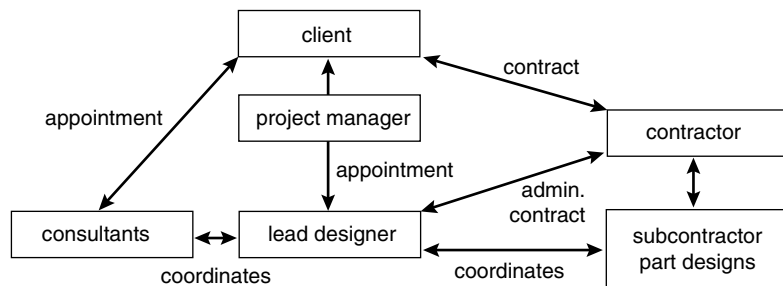 client
contract
appointment
project manager
contractor
appointment
admin.
contract
consultants
lead designer
subcontractor
part designs
coordinates
coordinates